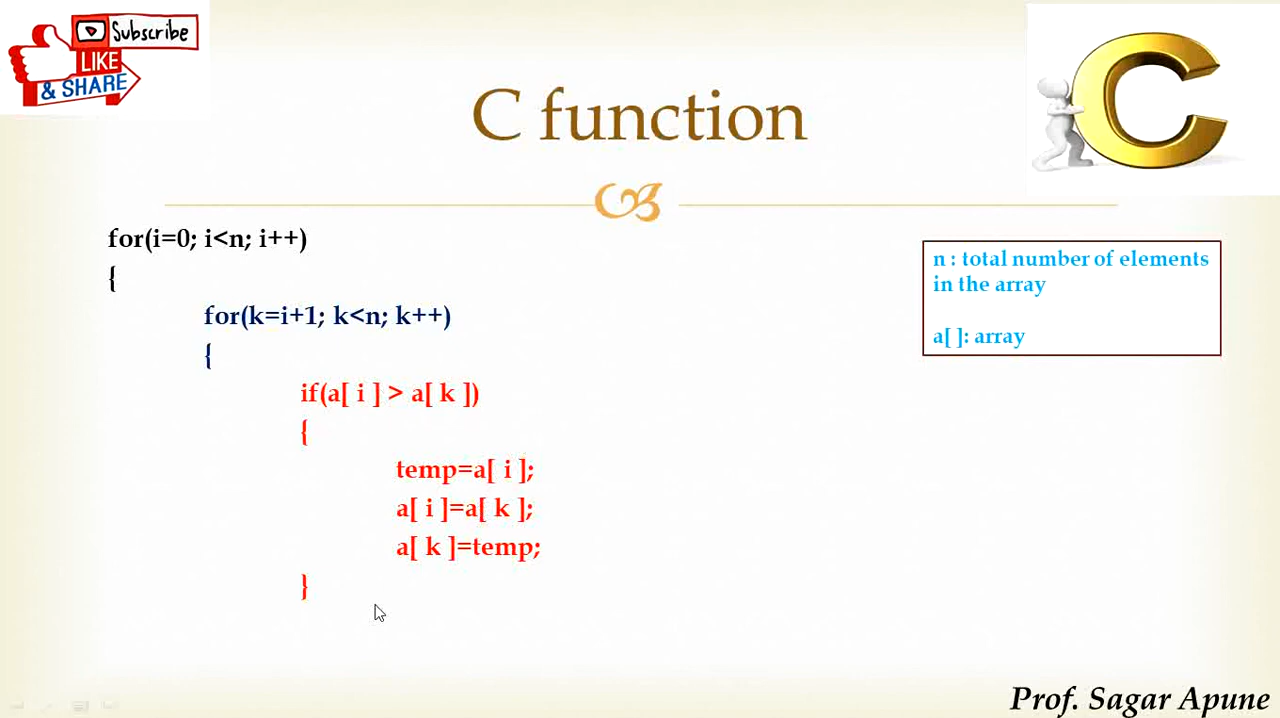 Subscribe
LIKE
& SHARE
C function
for(i=0; i<n; i++)
{
for(k=i+1; k<n; k++)
{
if(a[ i ] > a[ k ])
{
temp=a[ i ];
a[ i ]=a[ k ];
a[ k ]=temp;
}
n : total number of elements
in the array
a[ ]: array
Prof. Sagar Apune